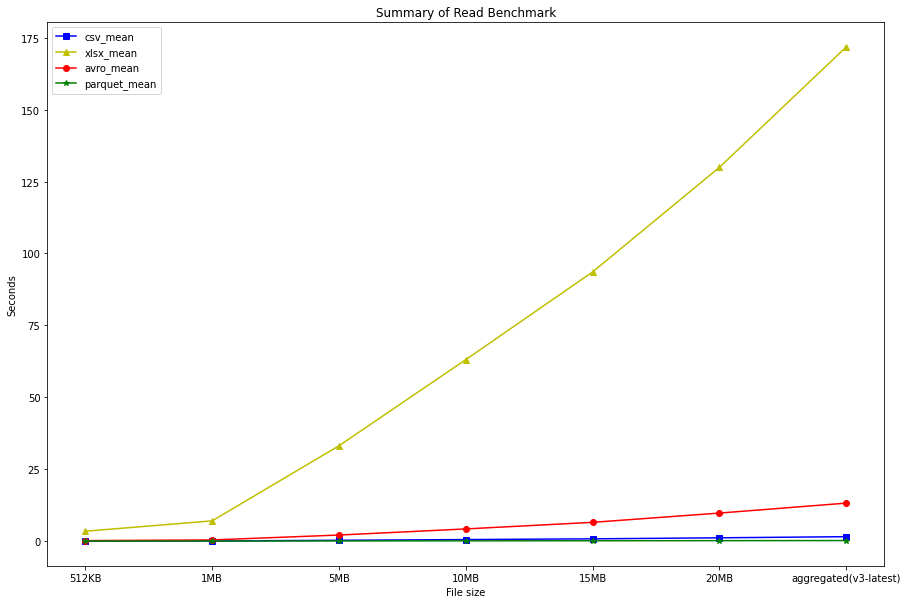 Summary of Read Benchmark
csv_mean
xlsx_mean
avro_mean
parquet_mean
175
150
125
100
75
50
25
0
Seconds
512KB 1MB 5MB 10MB 15MB 20MB aggregated(v3-latest)
File size